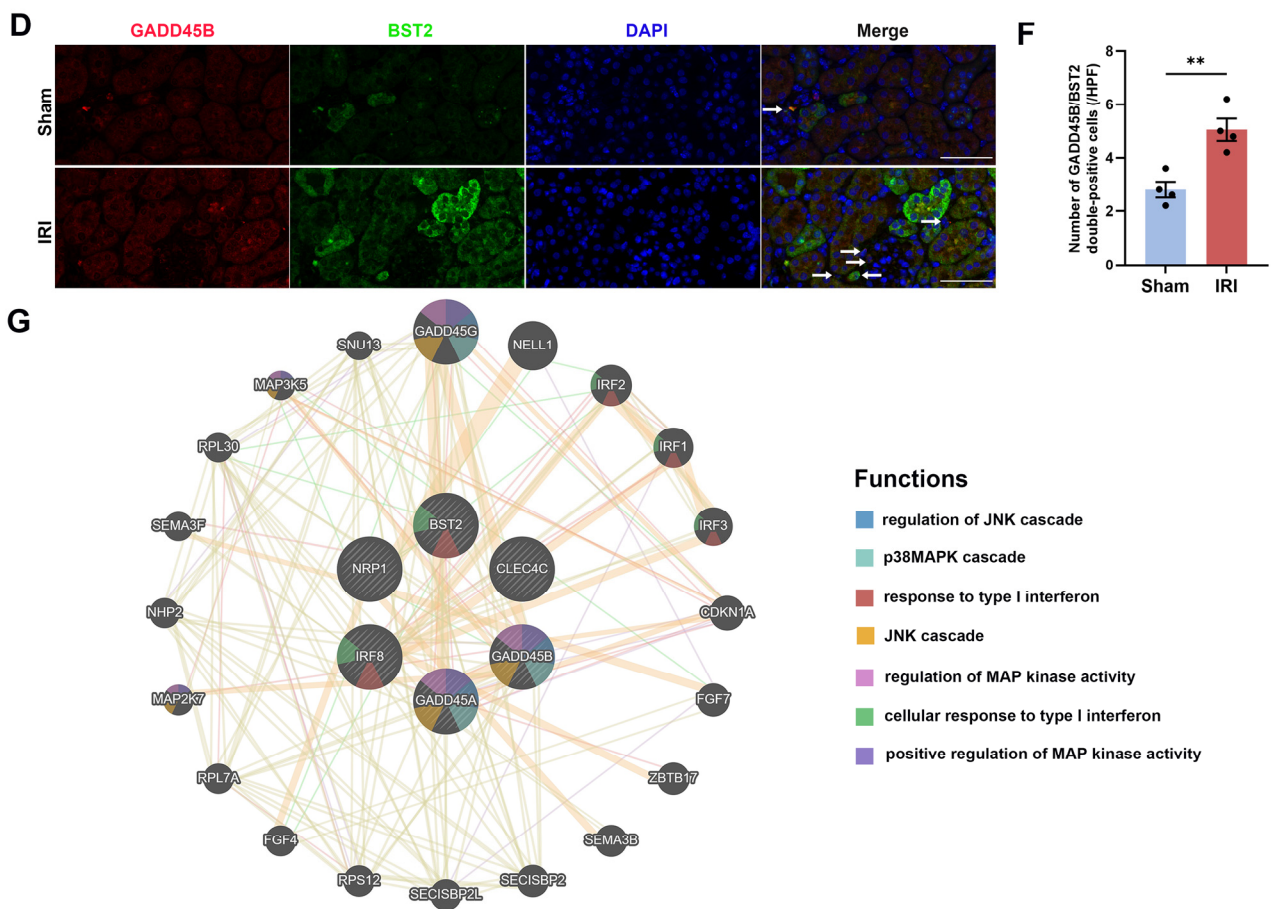 D
GADD45B
BST2
DAPI
Merge
Sham
IRI
F
Number of GADD45B/BST2
double-positive cells (/HPF)
8
6
4
2
0
**
Sham
IRI
G
GADD45G
NELL1
SNU13
MAP3K5
IRF2
RPL30
IRF1
SEMA3F
BST2
IRF3
NRP1
CLEC4C
NHP2
CDKN1A
IRF8
GADD45B
MAP2K7
GADD45A
FGF7
RPL7A
ZBTB17
FGF4
SEMA3B
RPS12
SECISBP2L
SECISBP2
Functions
regulation of JNK cascade
p38MAPK cascade
response to type I interferon
JNK cascade
regulation of MAP kinase activity
cellular response to type I interferon
positive regulation of MAP kinase activity